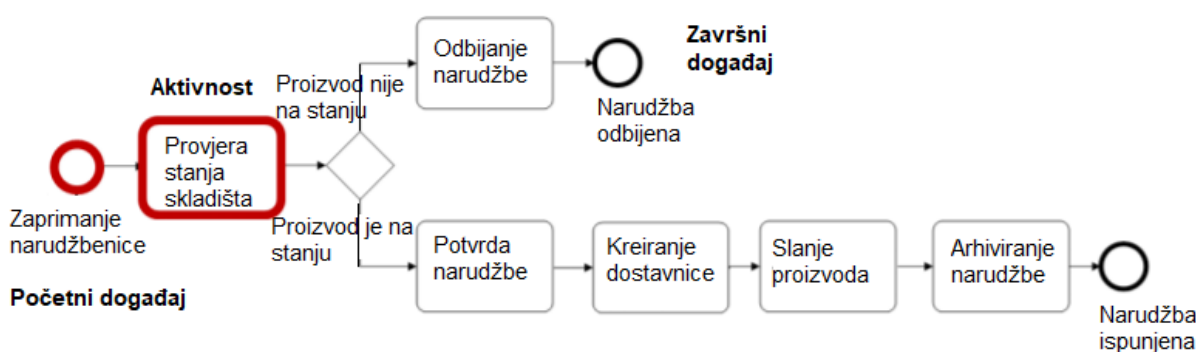 Zaprimanje
narudžbenice
Početni događaj
Aktivnost
Provjera
stanja
skladišta
Proizvod nije
na stanju
Odbijanje
narudžbe
Narudžba
odbijena
Završni
događaj
Proizvod je na
stanju
Potvrda
narudžbe
Kreiranje
dostavnice
Slanje
proizvoda
Arhiviranje
narudžbe
Narudžba
ispunjena